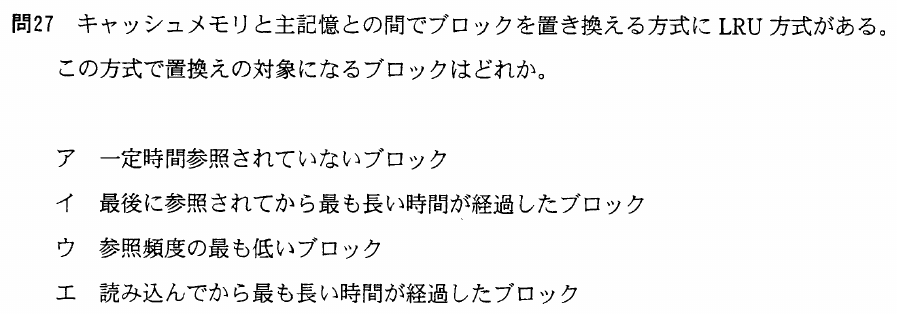 問27 キャッシュメモリと主記憶との間でブロックを置き換える方式に LRU 方式がある。
この方式で置換えの対象になるブロックはどれか。
ア 一定時間参照されていないブロック
イ 最後に参照されてから最も長い時間が経過したブロック
ウ 参照頻度の最も低いブロック
エ 読み込んでから最も長い時間が経過したブロック